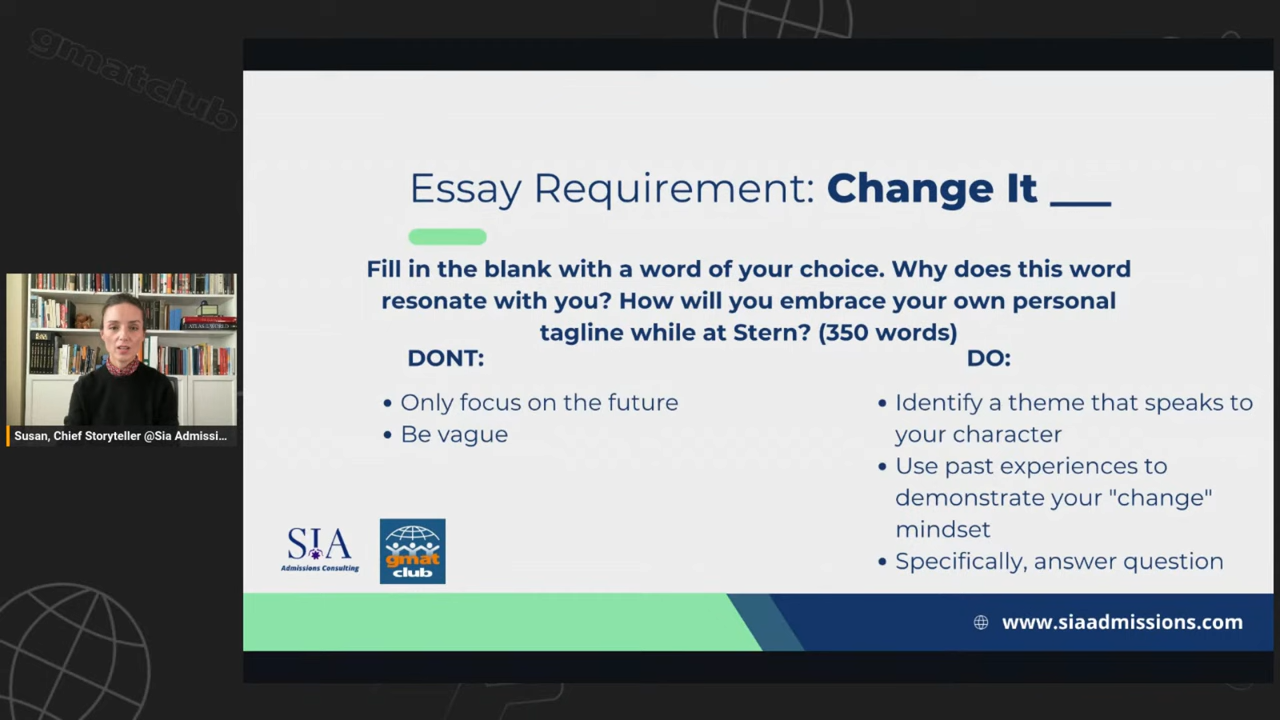 gmatclub
Essay Requirement: Change It ___
Fill in the blank with a word of your choice. Why does this word
resonate with you? How will you embrace your own personal
tagline while at Stern? (350 words)
DONT:
• Only focus on the future
• Be vague
DO:
• Identify a theme that speaks to
your character
• Use past experiences to
demonstrate your "change"
mindset
• Specifically, answer question
Susan, Chief Storyteller @Sia Admissi...
SIA
Admissions Consulting
gmat
club
www.siaadmissions.com